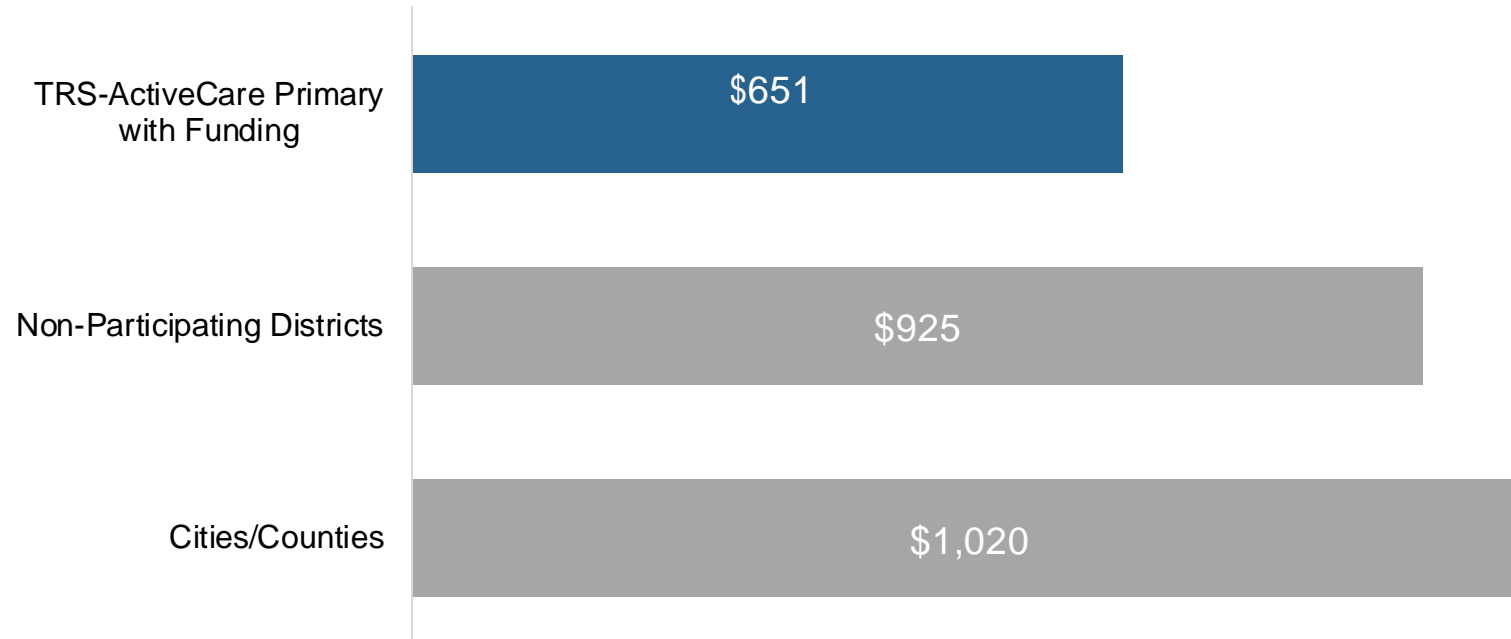 TRS-ActiveCare Primary
with Funding
$651
Non-Participating Districts
$925
Cities/Counties
$1,020